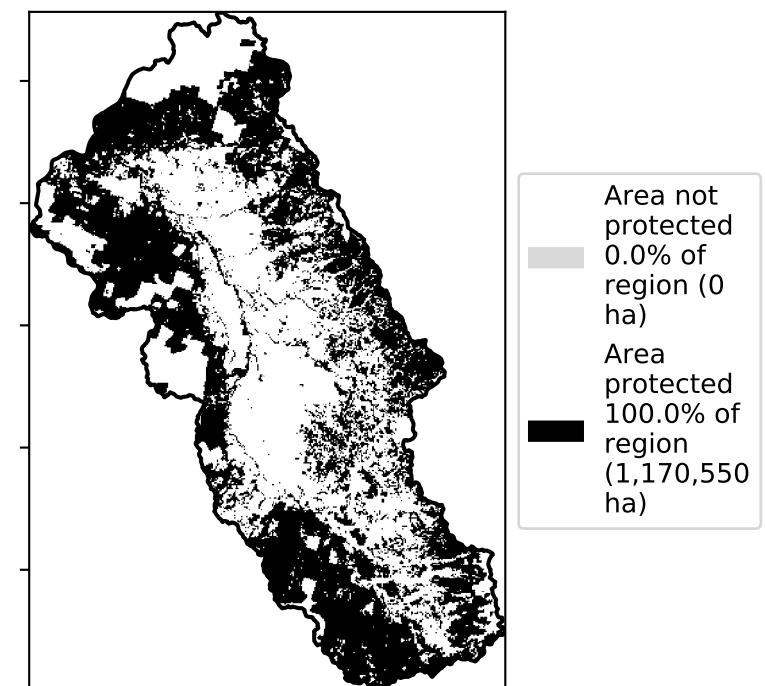 Area not
protected
0.0% of
region (0
ha)
Area
protected
100.0% of
region
(1,170,550
ha)